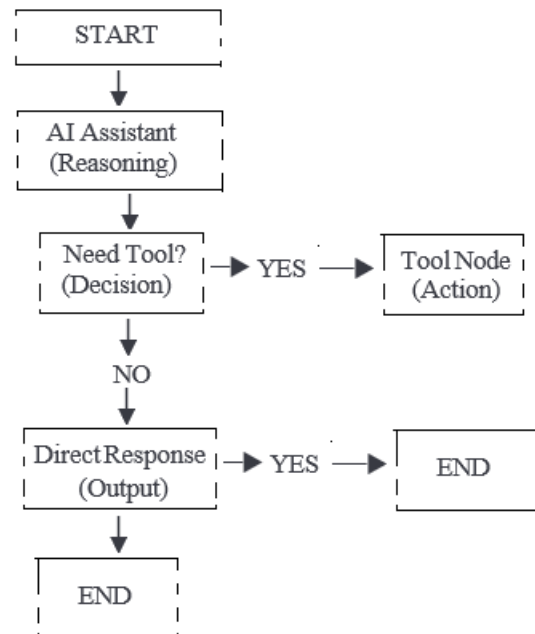 START
AI Assistant
(Reasoning)
Need Tool?
(Decision)
YES
Tool Node
(Action)
NO
Direct Response
(Output)
YES
END
END